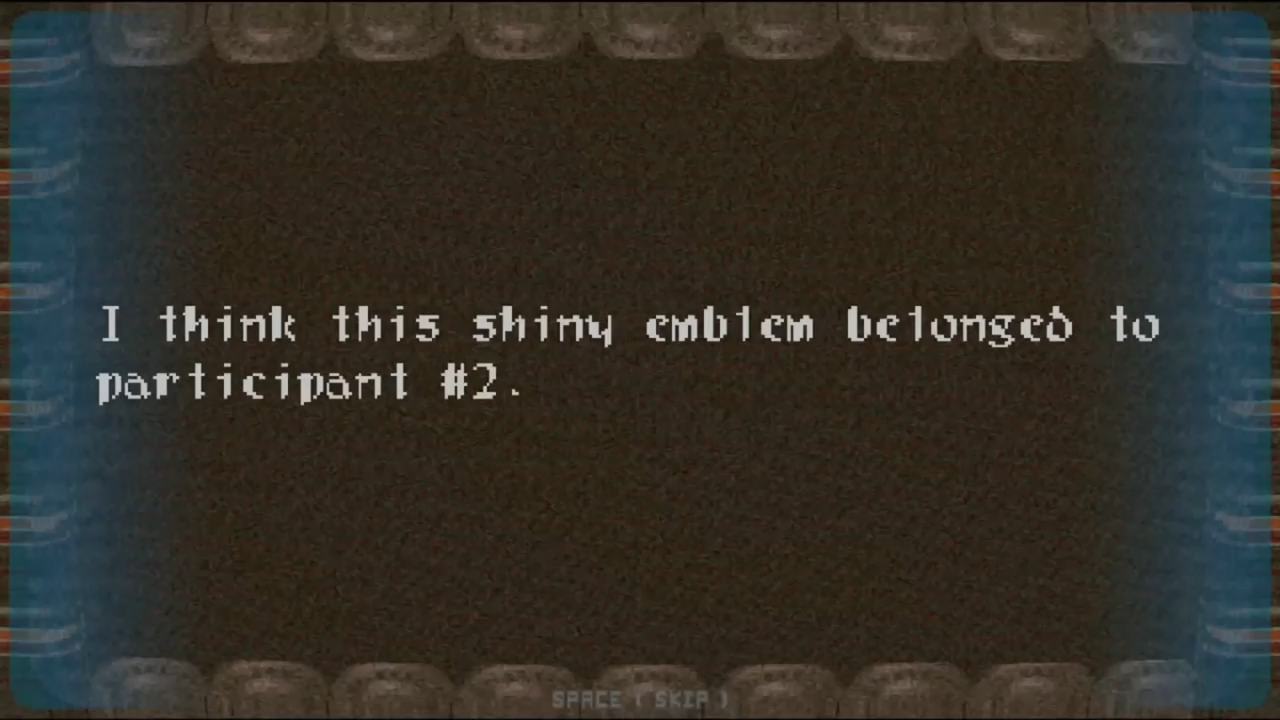 I think this shiny emblem belonged to
participant #2.
SPACE ( SKIP )